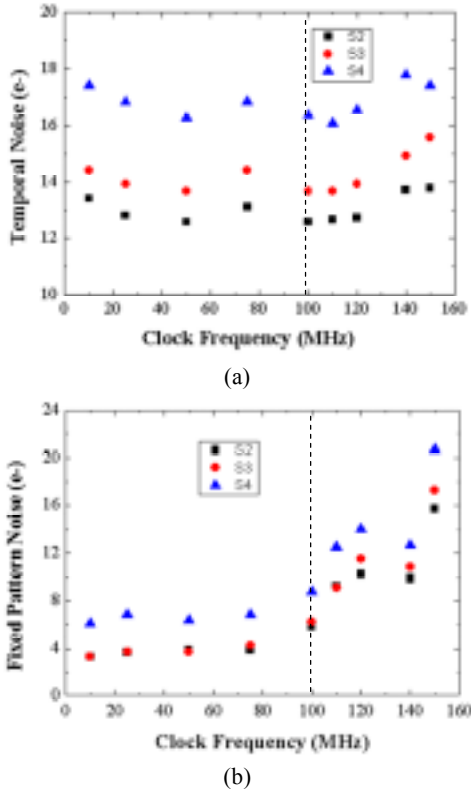 20
18
16
14
12
10
Temporal Noise (e-)
S2
S3
S4
0 20 40 60 80 100 120 140 160
Clock Frequency (MHz)
(a)
24
20
16
12
8
4
0
Fixed Pattern Noise (e-)
S2
S3
S4
0 20 40 60 80 100 120 140 160
Clock Frequency (MHz)
(b)